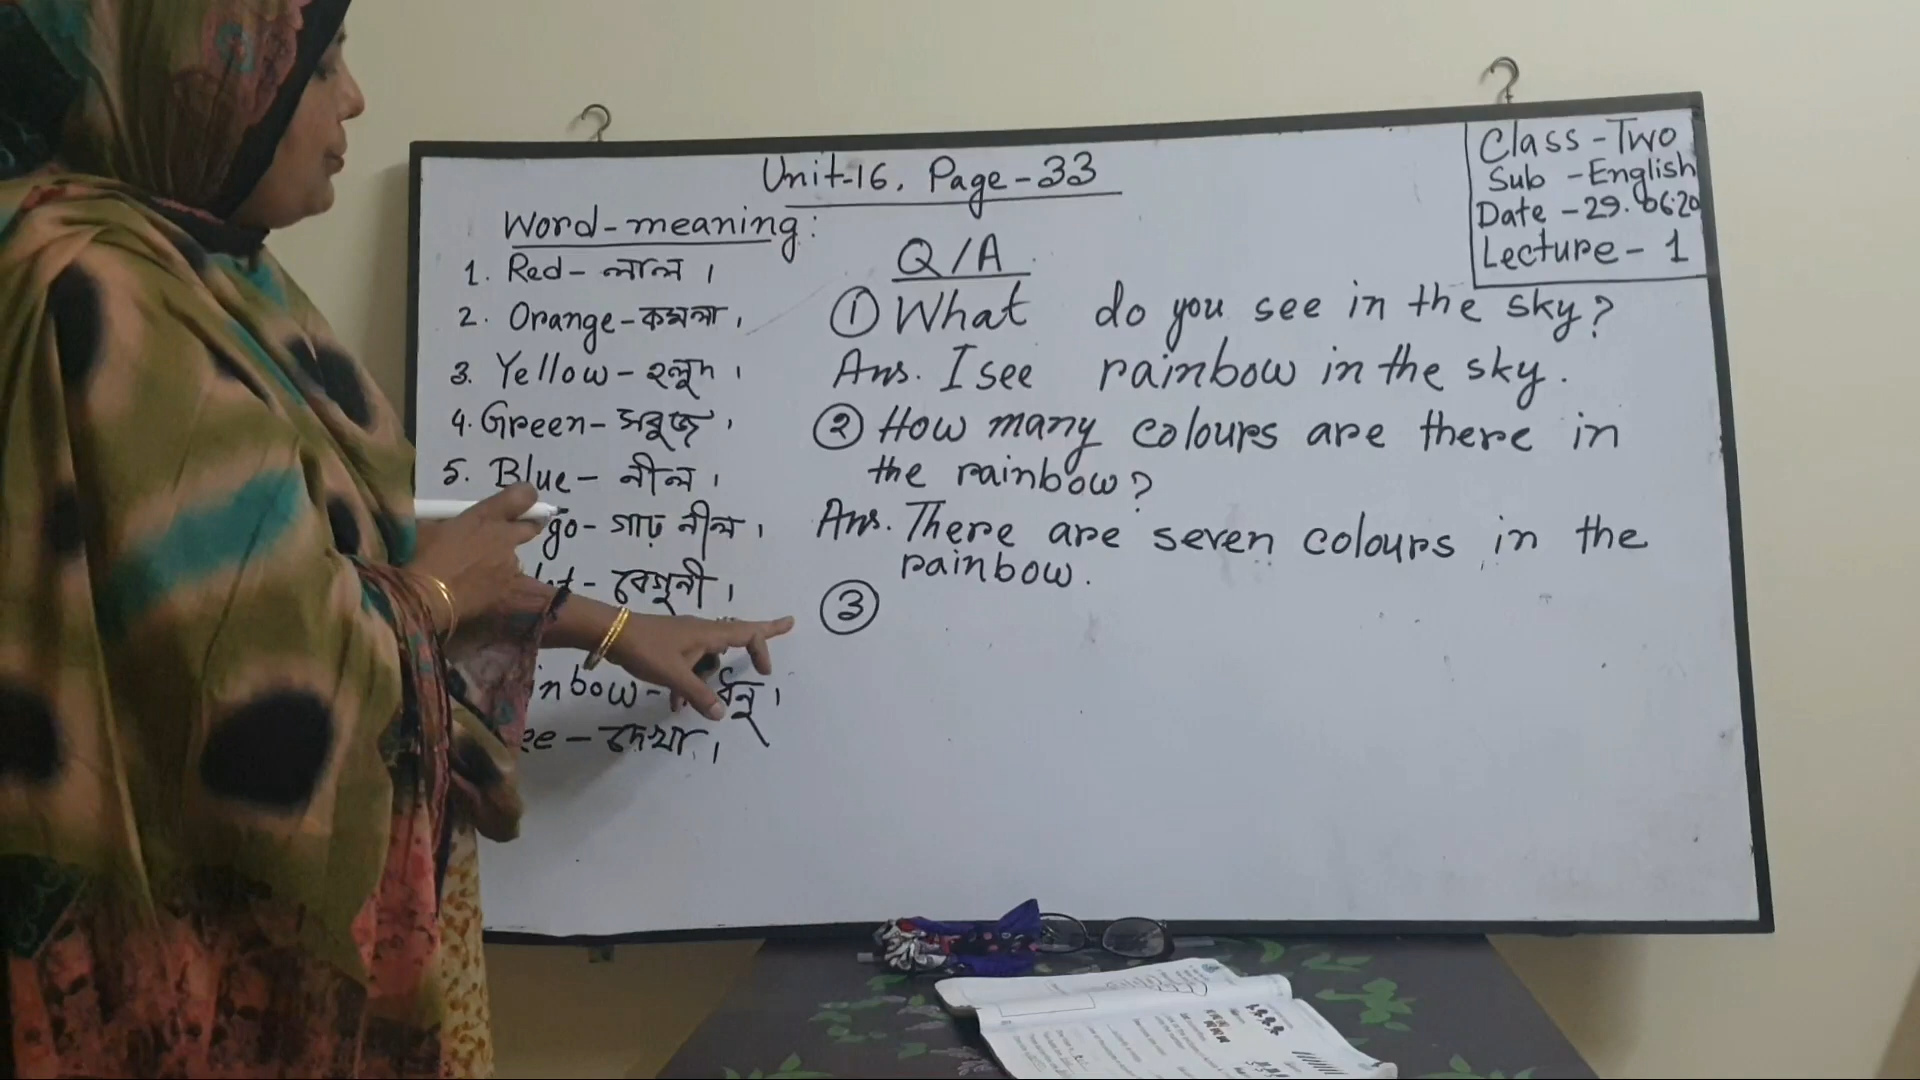 Unit-16, Page-33
Class-Two
Sub-English
Date-29.06.20
Lecture-1
Word-meaning:
1. Red-লাল।
2. Orange-কমলা।
3. Yellow-হলুদ।
4. Green-সবুজ।
5. Blue-নীল।
go-গাঢ় নীল।
বেগুনী।
inbow-
ee-দেখা।
Q/A
① What do you see in the sky?
Ans. I see rainbow in the sky.
② How many colours are there in
the rainbow?
Ans. There are seven colours in the
rainbow.
③